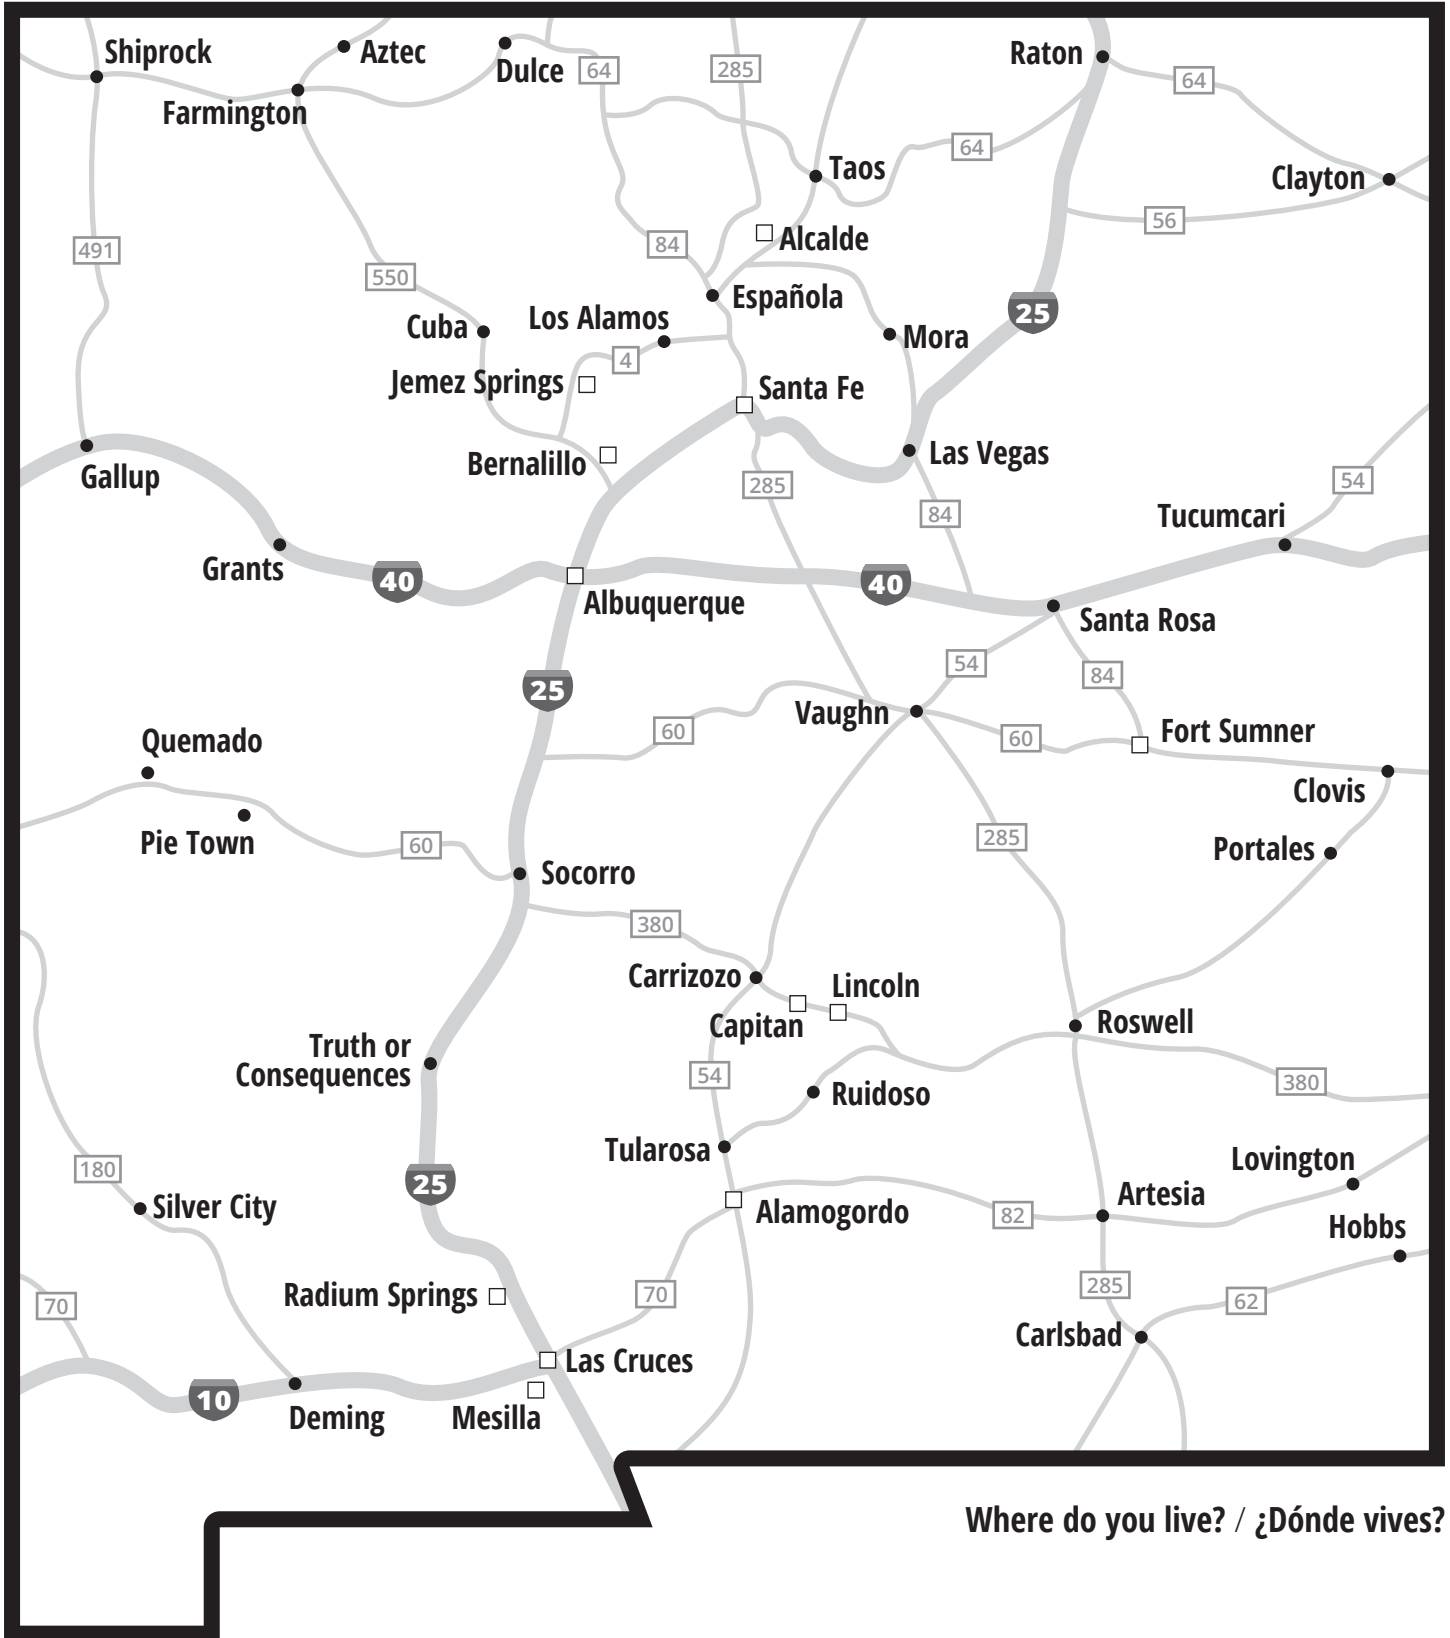 Shiprock
Aztec
Dulce
64
285
Raton
64
Farmington
64
Taos
Clayton
56
491
84
Alcalde
550
Española
25
Cuba
Los Alamos
Mora
4
Jemez Springs
Santa Fe
Gallup
Bernalillo
Las Vegas
285
54
84
Tucumcari
Grants
40
40
Albuquerque
Santa Rosa
54
84
25
Vaughn
60
60
Fort Sumner
Quemado
Clovis
Pie Town
60
285
Portales
Socorro
380
Carrizozo
Lincoln
Capitan
Roswell
Truth or
Consequences
54
380
Ruidoso
Tularosa
Lovington
180
25
Silver City
Artesia
Alamogordo
82
Hobbs
Radium Springs
70
285
62
70
Carlsbad
Las Cruces
10
Deming
Mesilla
Where do you live? / ¿Dónde vives?